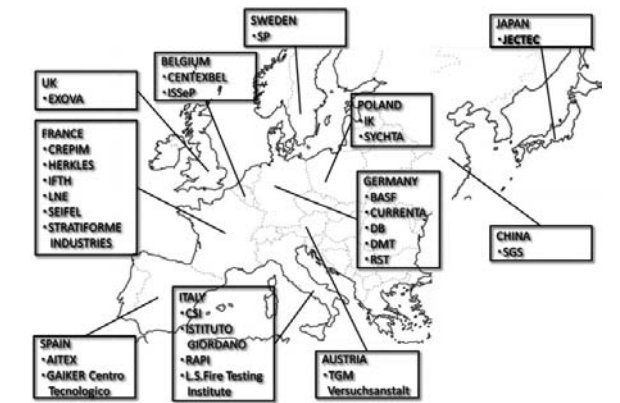 SWEDEN
•SP
JAPAN
•JECTEC
BELGIUM
•CENTEXBEL
•ISSeP
UK
•EXOVA
POLAND
•IK
•SYCHTA
FRANCE
•CREPIM
•HERKLES
•IFTH
•LNE
•SEIFEL
•STRATIFORME
INDUSTRIES
GERMANY
•BASF
•CURRENTA
•DB
•DMT
•RST
CHINA
•SGS
ITALY
•CSI
•ISTITUTO
GIORDANO
•RAPI
•L.S.Fire Testing
Institute
SPAIN
•AITEX
•GAIKER Centro
Tecnologico
AUSTRIA
•TGM
Versuchsanstalt